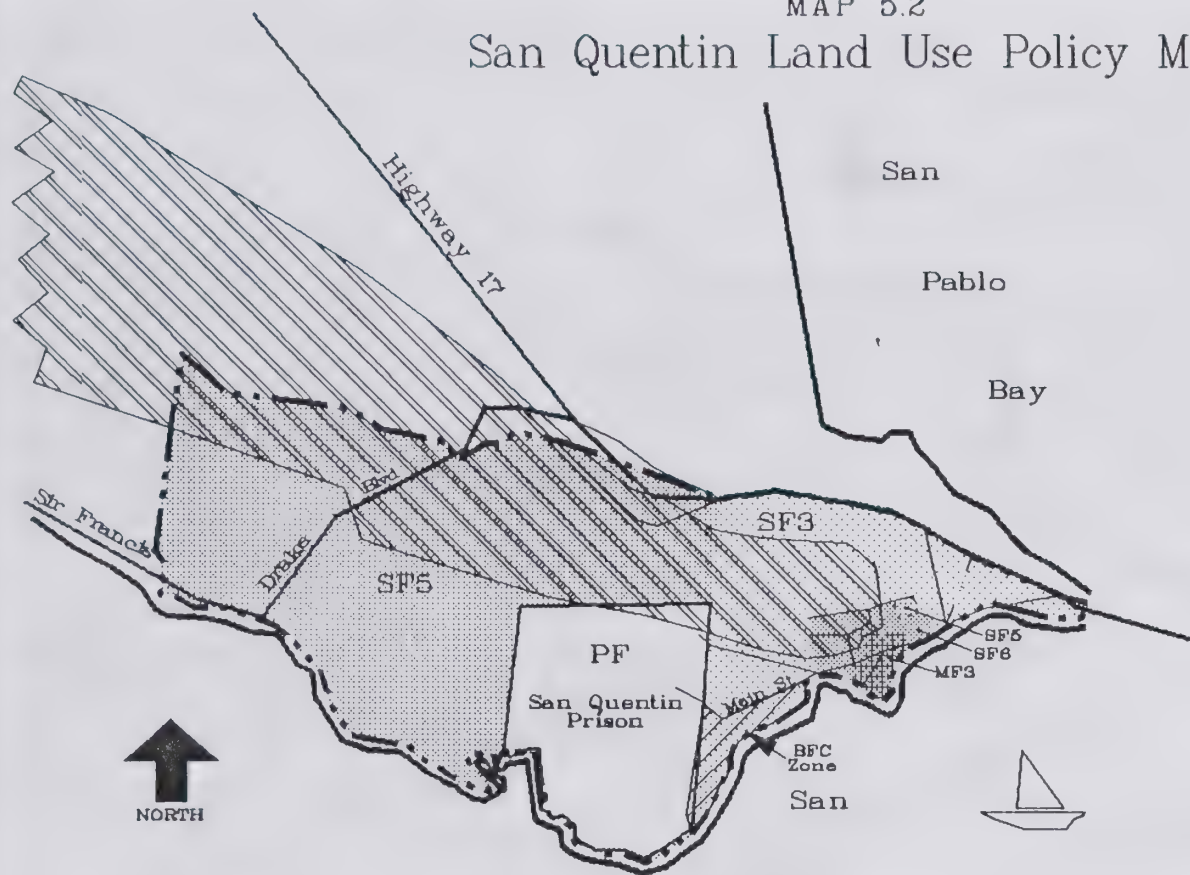 MAP 5.2
San Quentin Land Use Policy M
San
Highway 17
Pablo
Bay
Sir Francis
Drake
Blvd
SF3
SF5
PF
San Quentin
Prison
Main St
SF5
SF6
MF3
BFC
Zone
San
NORTH